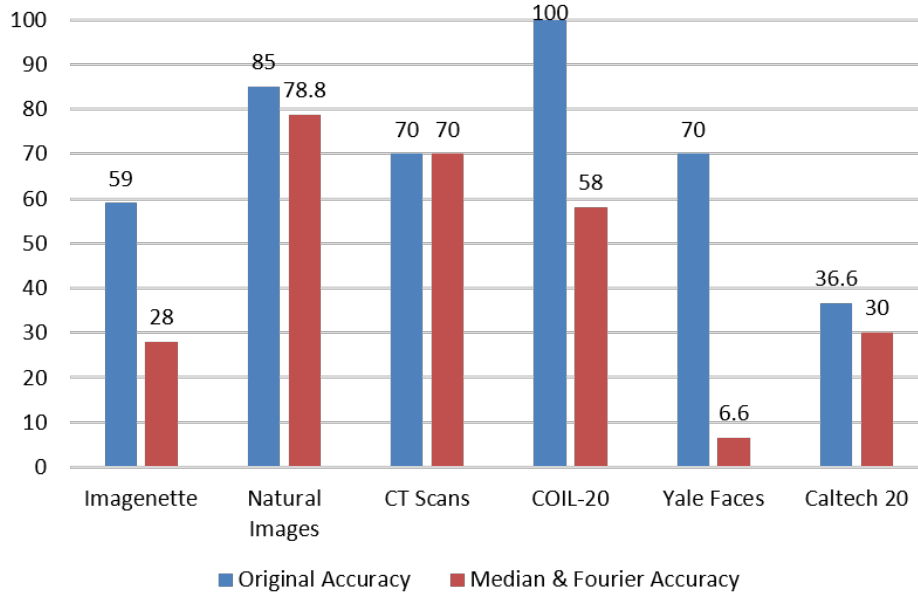 100
90
80
70
60
50
40
30
20
10
0
59
28
85
78.8
70
70
100
58
70
6.6
36.6
30
Imagenette
Natural
Images
CT Scans
COIL-20
Yale Faces
Caltech 20
Original Accuracy
Median & Fourier Accuracy